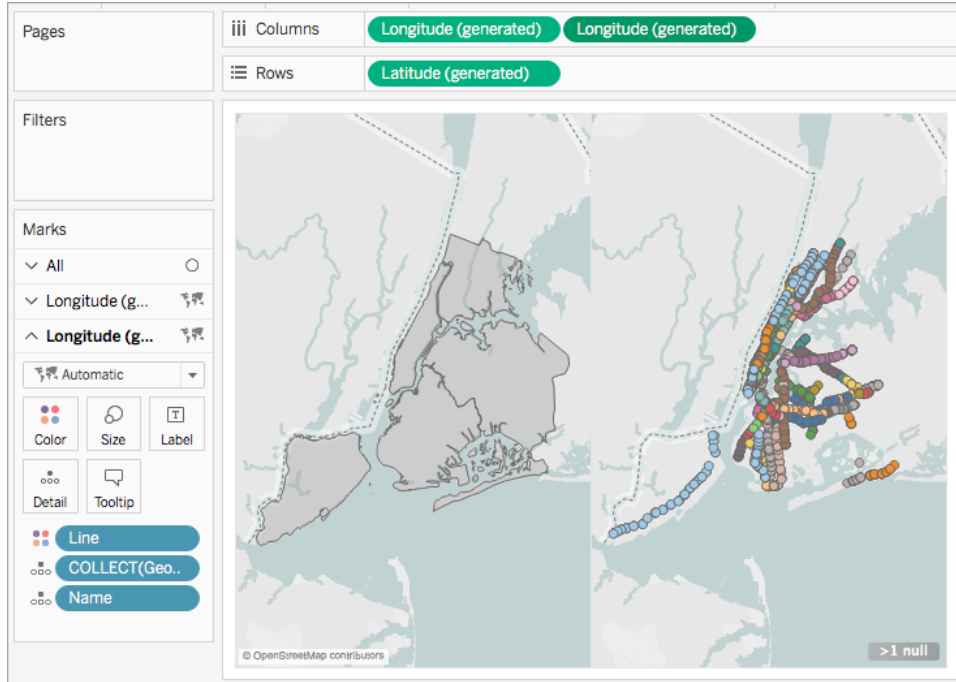 Pages
Columns
Longitude (generated)
Longitude (generated)
Rows
Latitude (generated)
Filters
Marks
All
Longitude (g...
Longitude (g...
Automatic
Color
Size
T
Label
Detail
Tooltip
Line
COLLECT(Geo..
Name
© OpenStreetMap contributors
>1 null